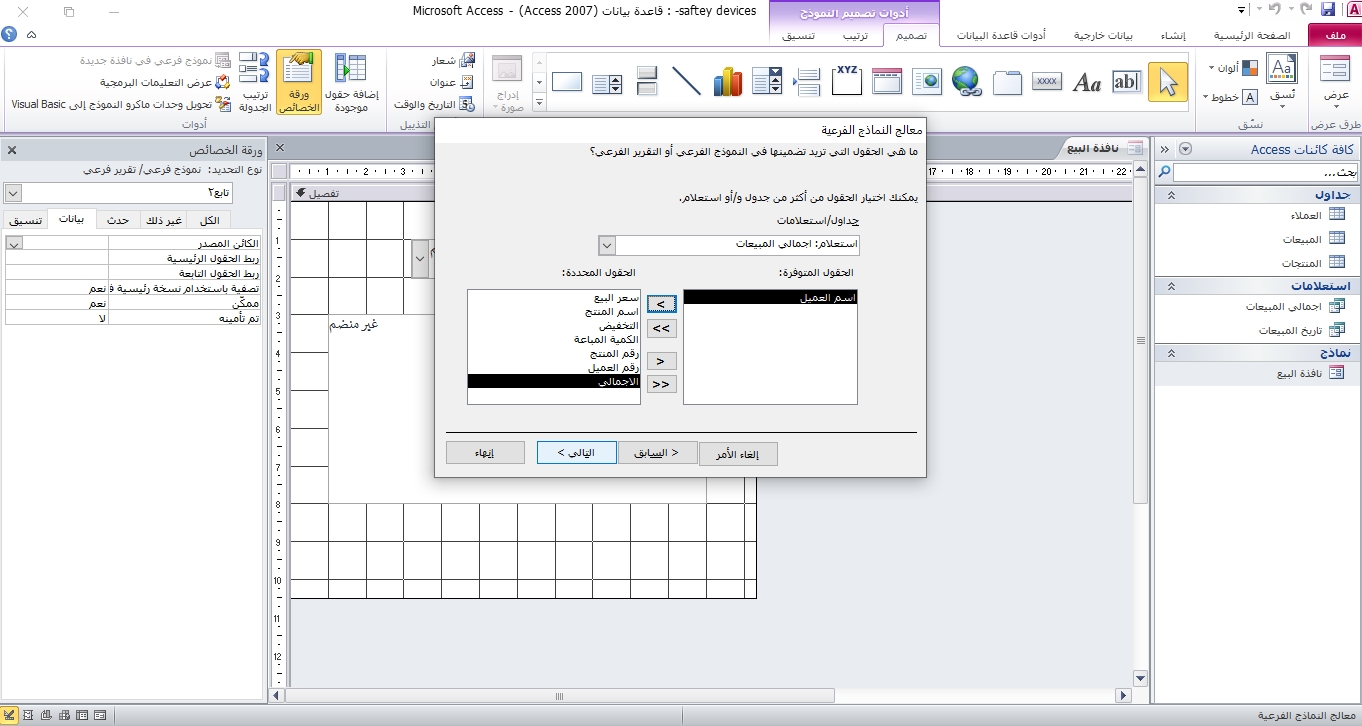 saftey devices- : قاعدة بيانات (Access 2007) - Microsoft Access
أدوات تصميم النموذج
ملف
الصفحة الرئيسية
إنشاء
بيانات خارجية
أدوات قاعدة البيانات
تصميم
ترتيب
تنسيق
عرض
طرق عرض
نُسق
ألوان
خطوط
نسّق
Aa
ab
XYZ
xxxx
إدراج صورة
شعار
عنوان
التاريخ والوقت
التذييل
إضافة حقول موجودة
ورقة الخصائص
ترتيب الجدولة
نموذج فرعي في نافذة جديدة
عرض التعليمات البرمجية
تحويل وحدات ماكرو النموذج إلى Visual Basic
أدوات
كافة كائنات Access
بحث...
جداول
العملاء
المبيعات
المنتجات
استعلامات
اجمالي المبيعات
تاريخ المبيعات
نماذج
نافذة البيع
نافذة البيع
تفصيل
غير منضم
معالج النماذج الفرعية
ما هي الحقول التي تريد تضمينها في النموذج الفرعي أو التقرير الفرعي؟
يمكنك اختيار الحقول من أكثر من جدول و/أو استعلام.
جداول/استعلامات
استعلام: اجمالي المبيعات
الحقول المتوفرة:
اسم العميل
الحقول المحددة:
سعر البيع
اسم المنتج
التخفيض
الكمية المباعة
رقم المنتج
رقم العميل
الاجمالي
<
<<
>
>>
إلغاء الأمر
< السابق
التالي >
إنهاء
ورقة الخصائص
نوع التحديد: نموذج فرعي/ تقرير فرعي
تابع٢
الكل
غير ذلك
حدث
بيانات
تنسيق
الكائن المصدر
ربط الحقول الرئيسية
ربط الحقول التابعة
تصفية باستخدام نسخة رئيسية ف نعم
ممكّن نعم
تم تأمينه لا
معالج النماذج الفرعية